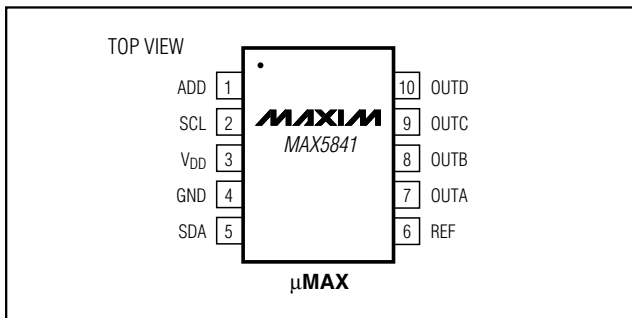 TOP VIEW
ADD 1
SCL 2
VDD 3
GND 4
SDA 5
MAXIM
MAX5841
10 OUTD
9 OUTC
8 OUTB
7 OUTA
6 REF
μMAX